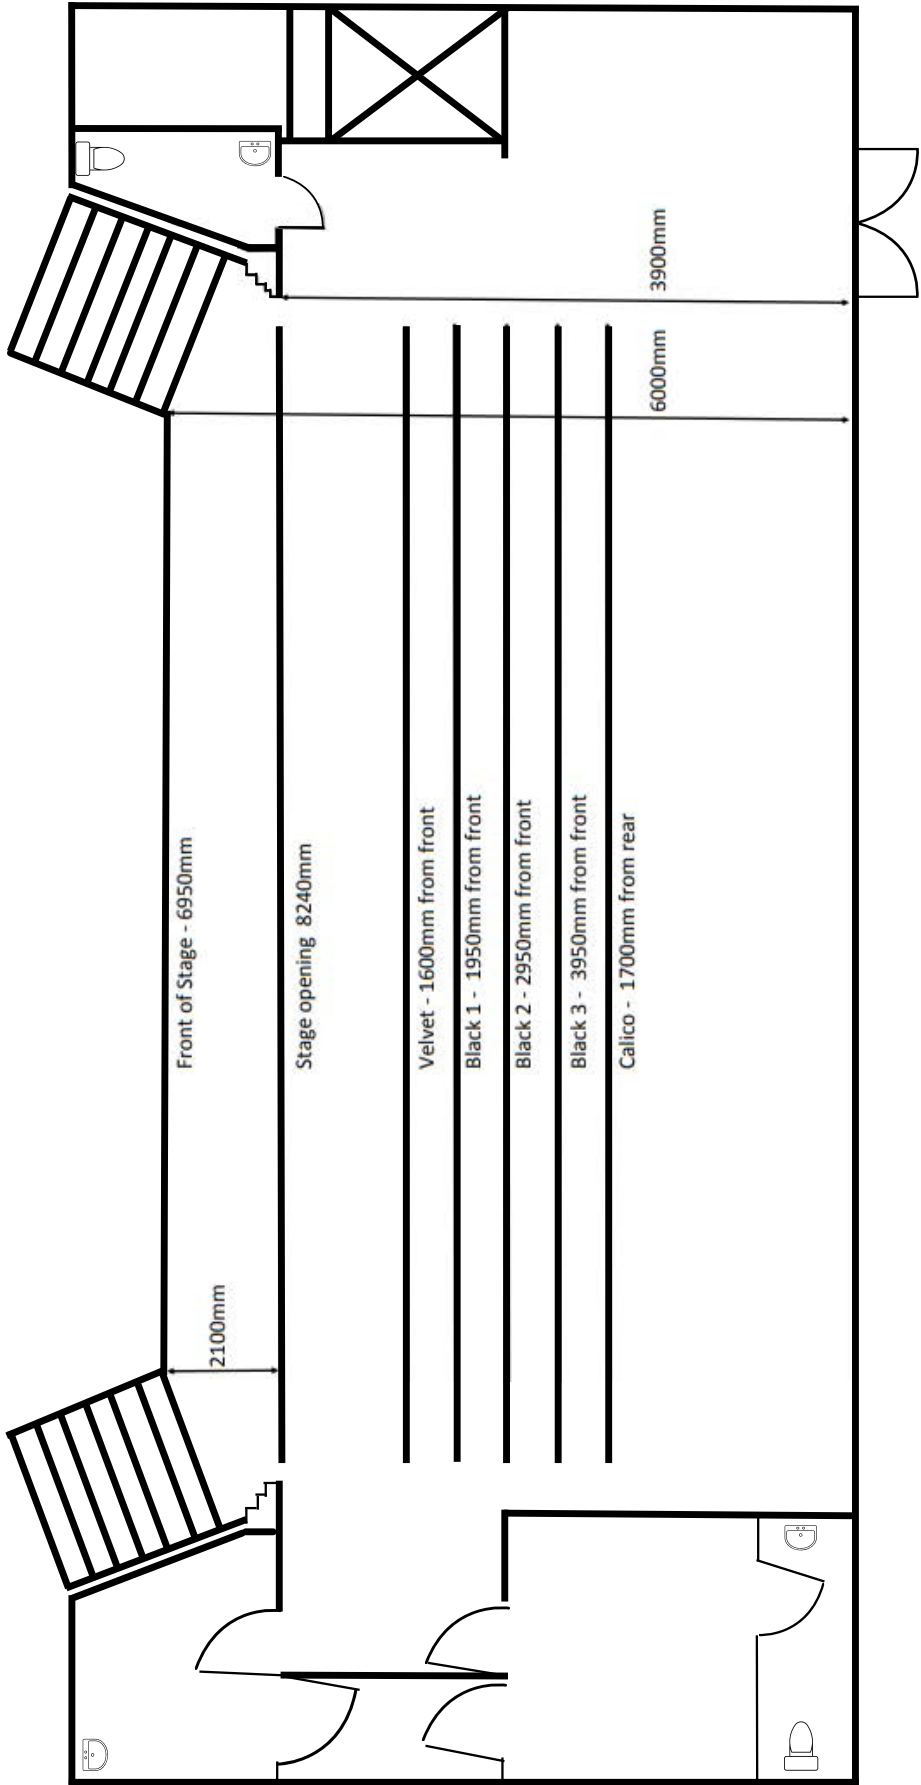 Front of Stage - 6950mm
Stage opening 8240mm
Velvet - 1600mm from front
Black 1 - 1950mm from front
Black 2 - 2950mm from front
Black 3 - 3950mm from front
Calico - 1700mm from rear
2100mm
6000mm
3900mm